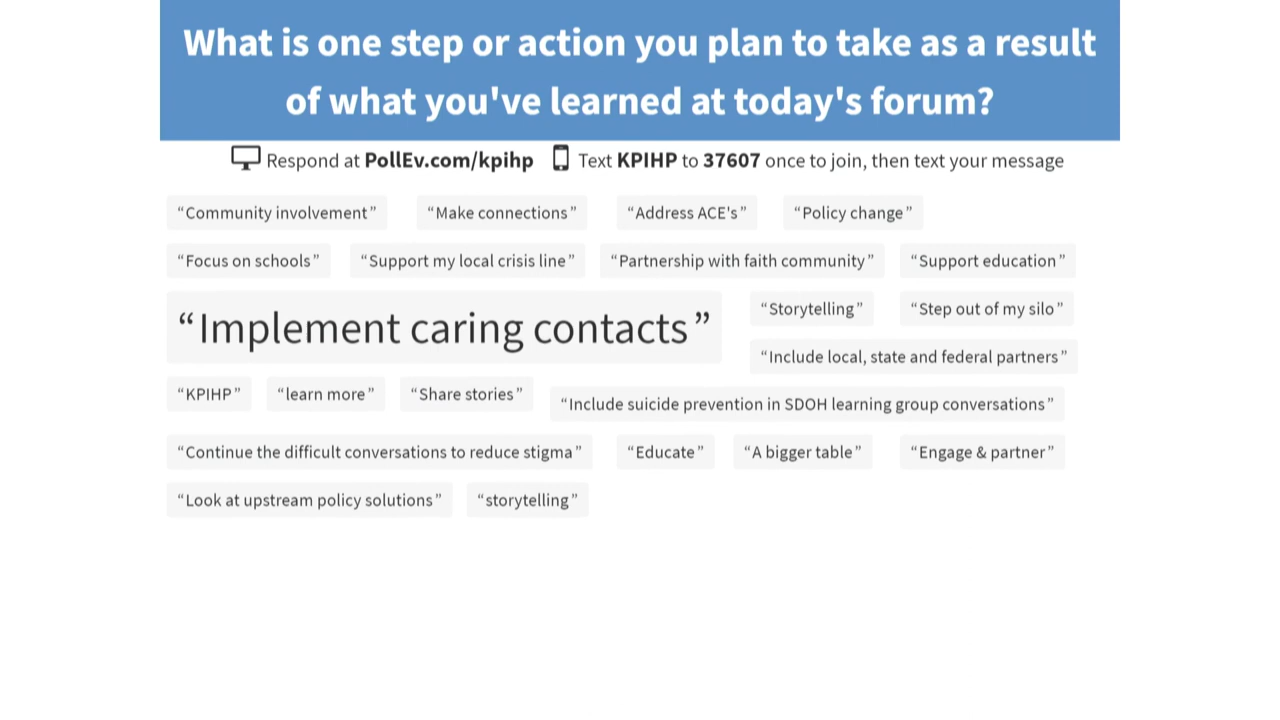 What is one step or action you plan to take as a result
of what you've learned at today's forum?
Respond at PollEv.com/kpihp Text KPIHP to 37607 once to join, then text your message
“Community involvement” “Make connections” “Address ACE's” “Policy change”
“Focus on schools” “Support my local crisis line” “Partnership with faith community” “Support education”
“Implement caring contacts” “Storytelling” “Step out of my silo”
“Include local, state and federal partners”
“KPIHP” “learn more” “Share stories” “Include suicide prevention in SDOH learning group conversations”
“Continue the difficult conversations to reduce stigma” “Educate” “A bigger table” “Engage & partner”
“Look at upstream policy solutions” “storytelling”